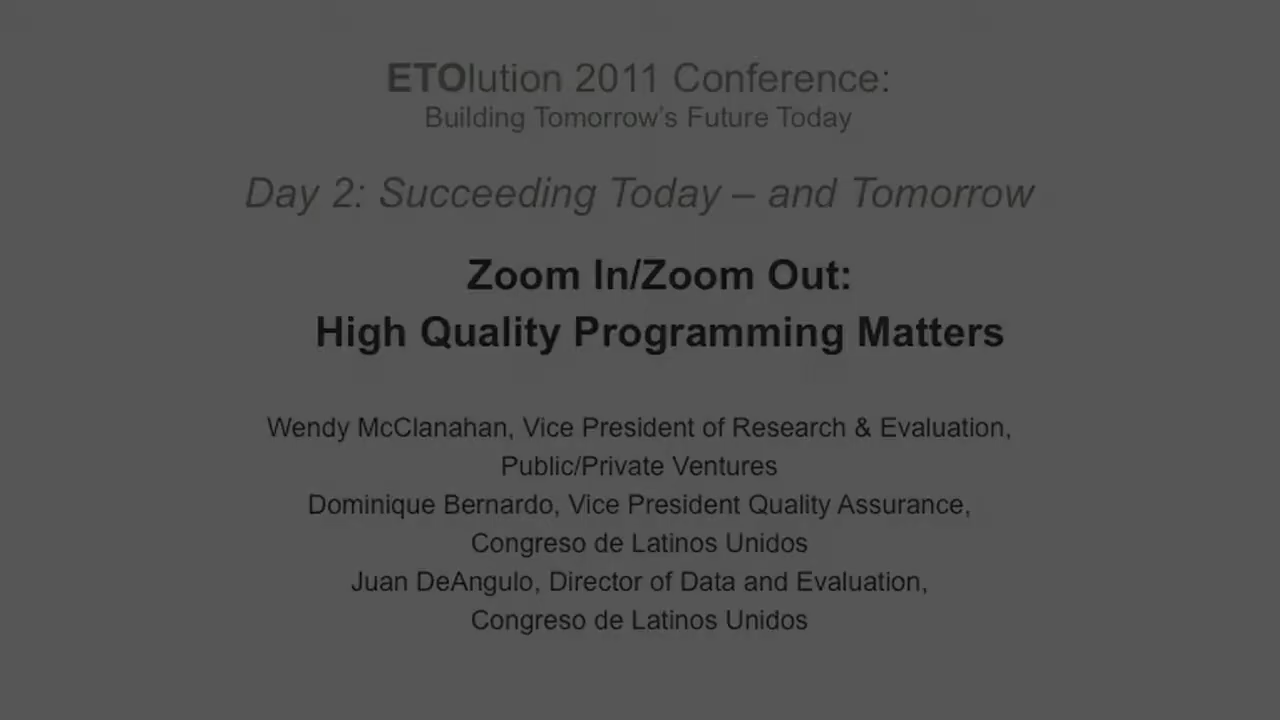 ETOlution 2011 Conference:
Building Tomorrow's Future Today
Day 2: Succeeding Today – and Tomorrow
Zoom In/Zoom Out:
High Quality Programming Matters
Wendy McClanahan, Vice President of Research & Evaluation,
Public/Private Ventures
Dominique Bernardo, Vice President Quality Assurance,
Congreso de Latinos Unidos
Juan DeAngulo, Director of Data and Evaluation,
Congreso de Latinos Unidos